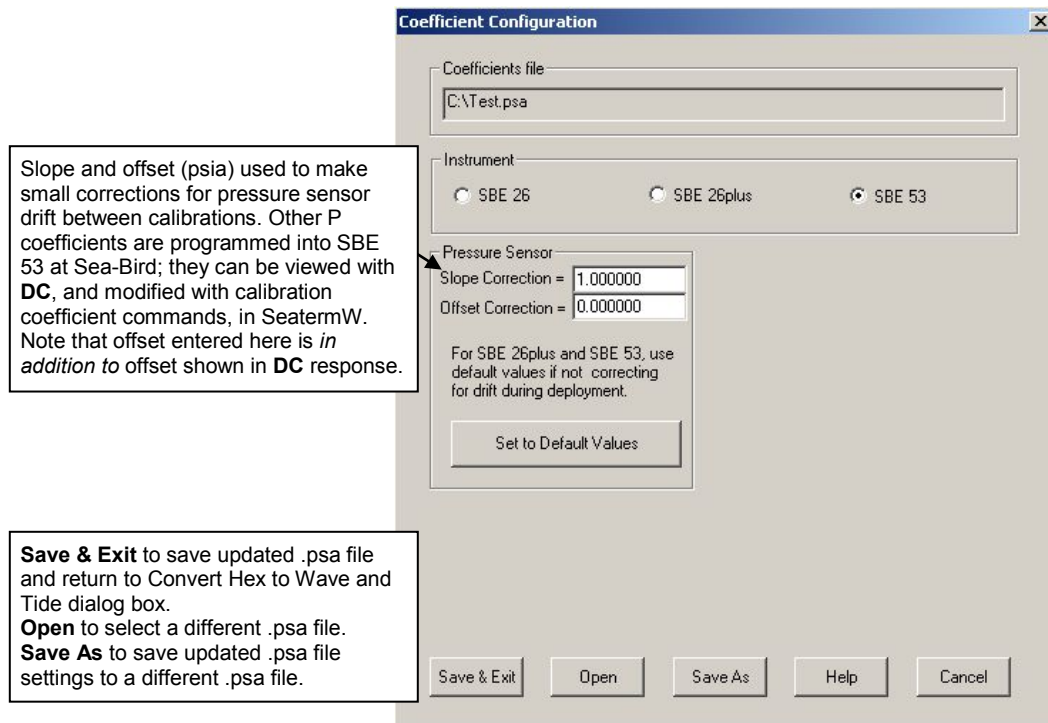 Coefficient Configuration
Coefficients file
C:\Test.psa
Slope and offset (psia) used to make
small corrections for pressure sensor
drift between calibrations. Other P
coefficients are programmed into SBE
53 at Sea-Bird; they can be viewed with
DC, and modified with calibration
coefficient commands, in SeatermW.
Note that offset entered here is in
addition to offset shown in DC response.
Instrument
SBE 26 SBE 26plus SBE 53
Pressure Sensor
Slope Correction = 1.000000
Offset Correction = 0.000000
For SBE 26plus and SBE 53, use
default values if not correcting
for drift during deployment.
Set to Default Values
Save & Exit to save updated .psa file
and return to Convert Hex to Wave and
Tide dialog box.
Open to select a different .psa file.
Save As to save updated .psa file
settings to a different .psa file.
Save & Exit Open Save As Help Cancel